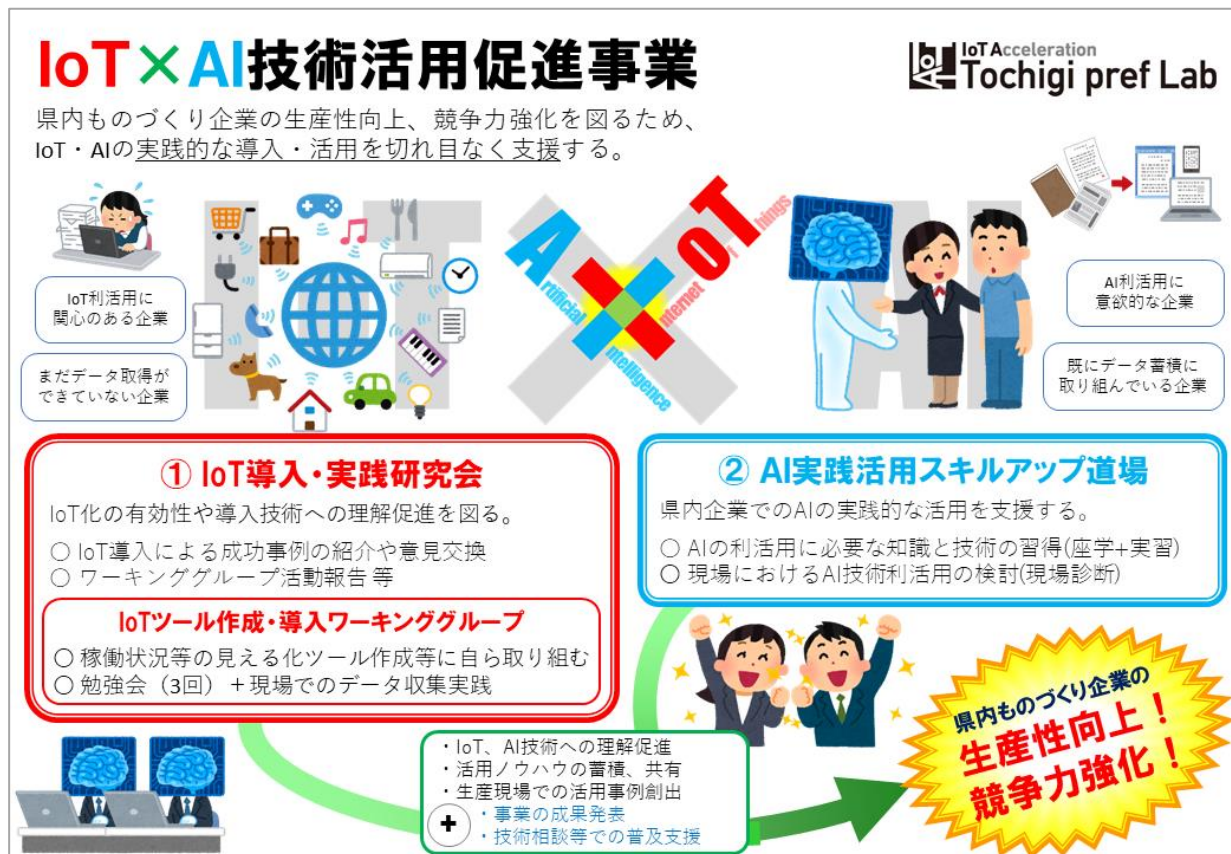 IoT×AI技術活用促進事業
AIoT
IoT Acceleration
Tochigi pref Lab
県内ものづくり企業の生産性向上、競争力強化を図るため、
IoT・AIの実践的な導入・活用を切れ目なく支援する。
IoT
AI
Artificial Intelligence
Internet Of Things
IoT利活用に
関心のある企業
まだデータ取得が
できていない企業
AI利活用に
意欲的な企業
既にデータ蓄積に
取り組んでいる企業
① IoT導入・実践研究会
IoT化の有効性や導入技術への理解促進を図る。
○ IoT導入による成功事例の紹介や意見交換
○ ワーキンググループ活動報告 等
IoTツール作成・導入ワーキンググループ
○ 稼働状況等の見える化ツール作成等に自ら取り組む
○ 勉強会（3回）＋現場でのデータ収集実践
② AI実践活用スキルアップ道場
県内企業でのAIの実践的な活用を支援する。
○ AIの利活用に必要な知識と技術の習得(座学+実習)
○ 現場におけるAI技術利活用の検討(現場診断)
・IoT、AI技術への理解促進
・活用ノウハウの蓄積、共有
・生産現場での活用事例創出
+
・事業の成果発表
・技術相談等での普及支援
県内ものづくり企業の
生産性向上！
競争力強化！